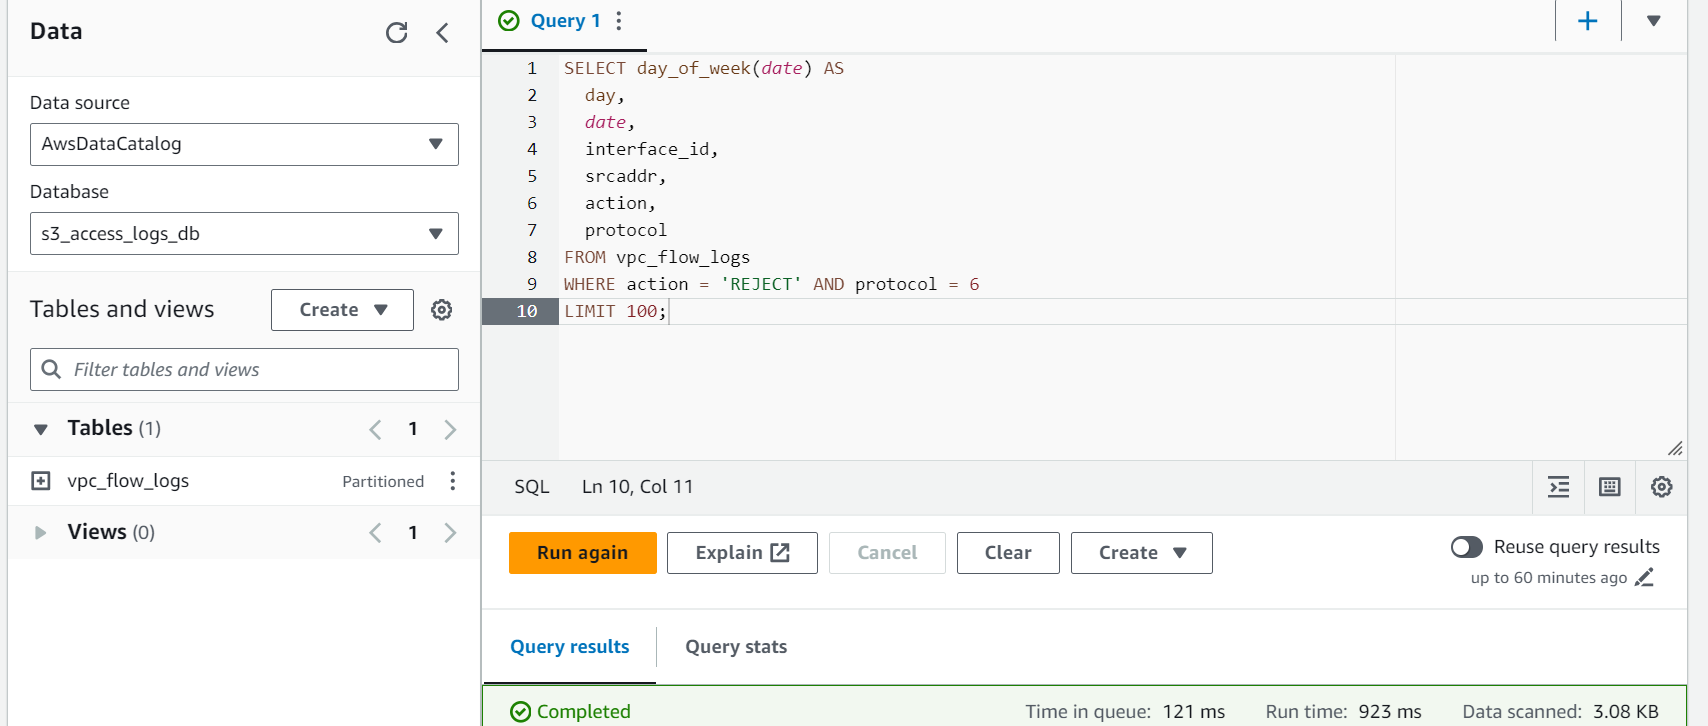 Data
Data source
AwsDataCatalog
Database
s3_access_logs_db
Tables and views
Create
Filter tables and views
Tables (1)
1
vpc_flow_logs
Partitioned
Views (0)
1
Query 1
1 SELECT day_of_week(date) AS
2 day,
3 date,
4 interface_id,
5 srcaddr,
6 action,
7 protocol
8 FROM vpc_flow_logs
9 WHERE action = 'REJECT' AND protocol = 6
10 LIMIT 100;
SQL Ln 10, Col 11
Run again
Explain
Cancel
Clear
Create
Reuse query results
up to 60 minutes ago
Query results
Query stats
Completed
Time in queue: 121 ms
Run time: 923 ms
Data scanned: 3.08 KB